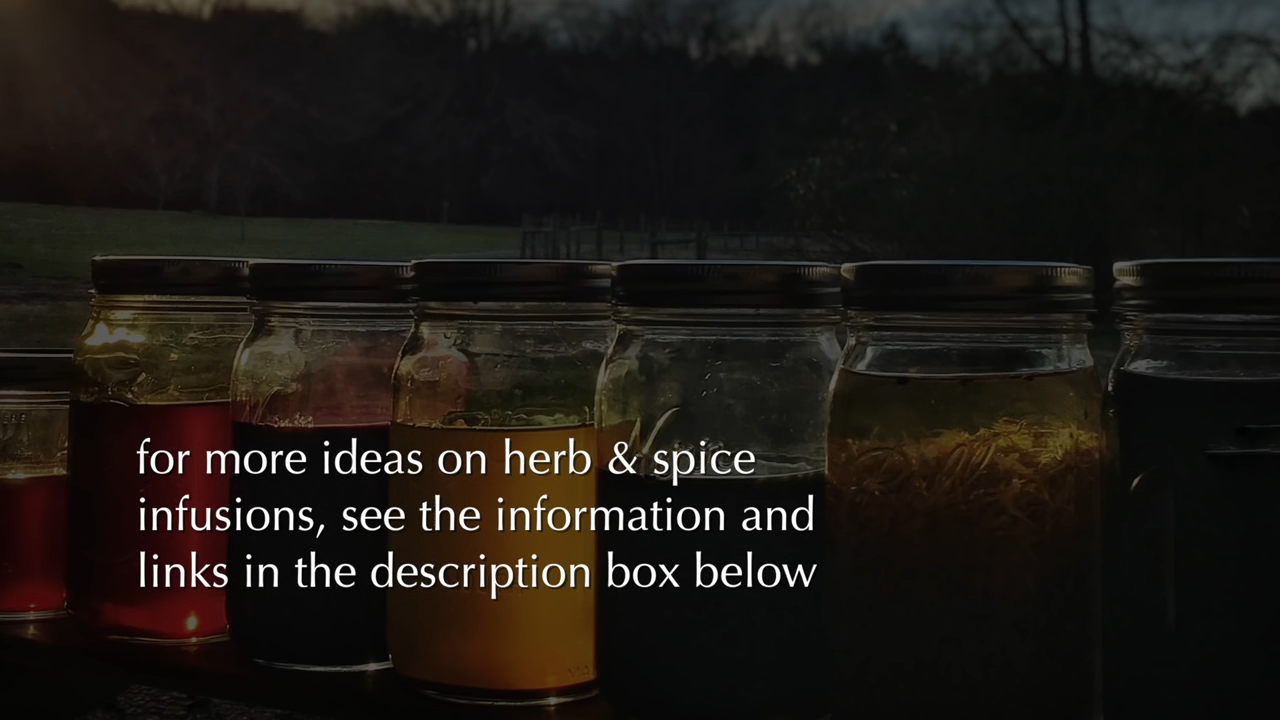 for more ideas on herb & spice
infusions, see the information and
links in the description box below